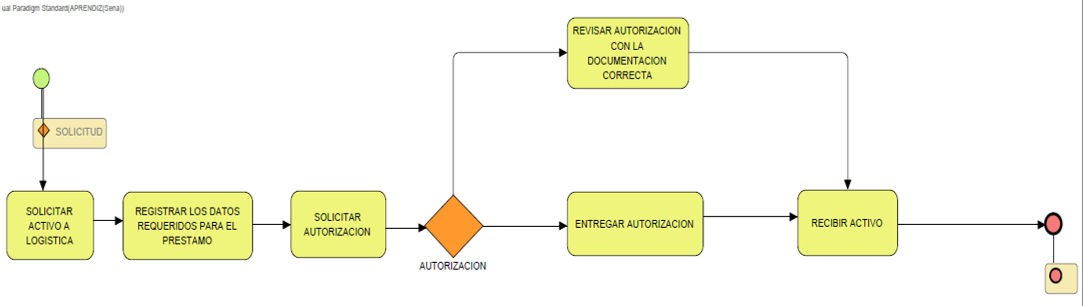 ual Paradigm Standard(APRENDIZ(Sena))
REVISAR AUTORIZACION
CON LA
DOCUMENTACION
CORRECTA
SOLICITUD
SOLICITAR
ACTIVO A
LOGISTICA
REGISTRAR LOS DATOS
REQUERIDOS PARA EL
PRESTAMO
SOLICITAR
AUTORIZACION
AUTORIZACION
ENTREGAR AUTORIZACION
RECIBIR ACTIVO